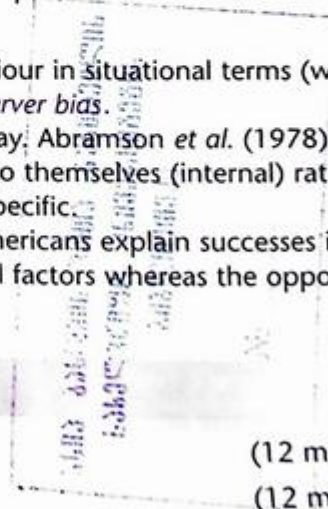 iour in situational terms (w
rver bias.
ay. Abramson et al. (1978)
o themselves (internal) rat
pecific.
mericans explain successes i
l factors whereas the oppo
(12 m
(12 m